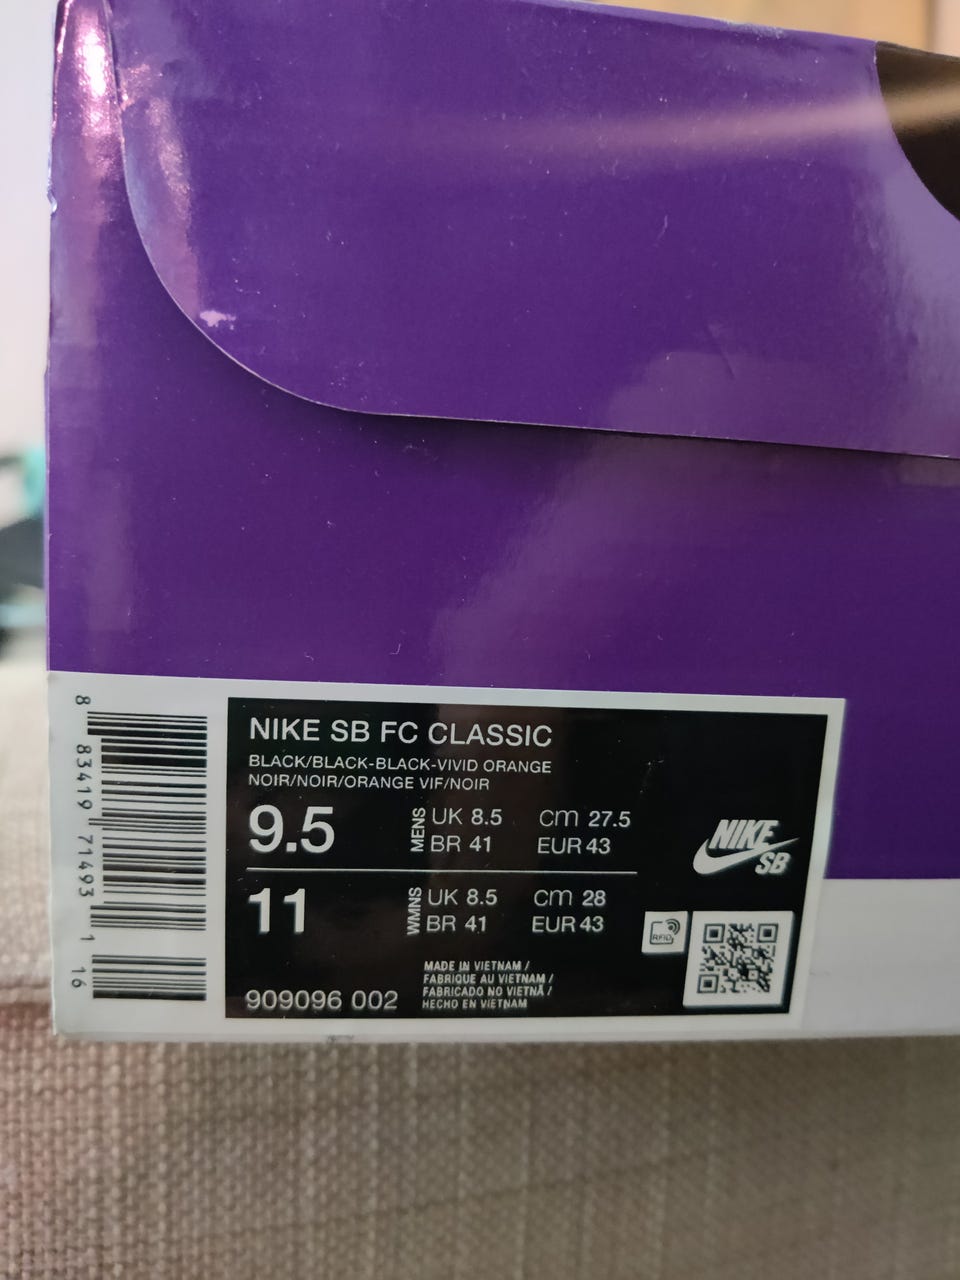 NIKE SB FC CLASSIC
BLACK/BLACK-BLACK-VIVID ORANGE
NOIR/NOIR/ORANGE VIF/NOIR
9.5 MENS UK 8.5 cm 27.5
BR 41 EUR 43
11 WMNS UK 8.5 cm 28
BR 41 EUR 43
NIKE
SB
RFID
MADE IN VIETNAM /
FABRIQUE AU VIETNAM /
FABRICADO NO VIETNÃ /
HECHO EN VIETNAM
909096 002
8 83419 71493 1 16